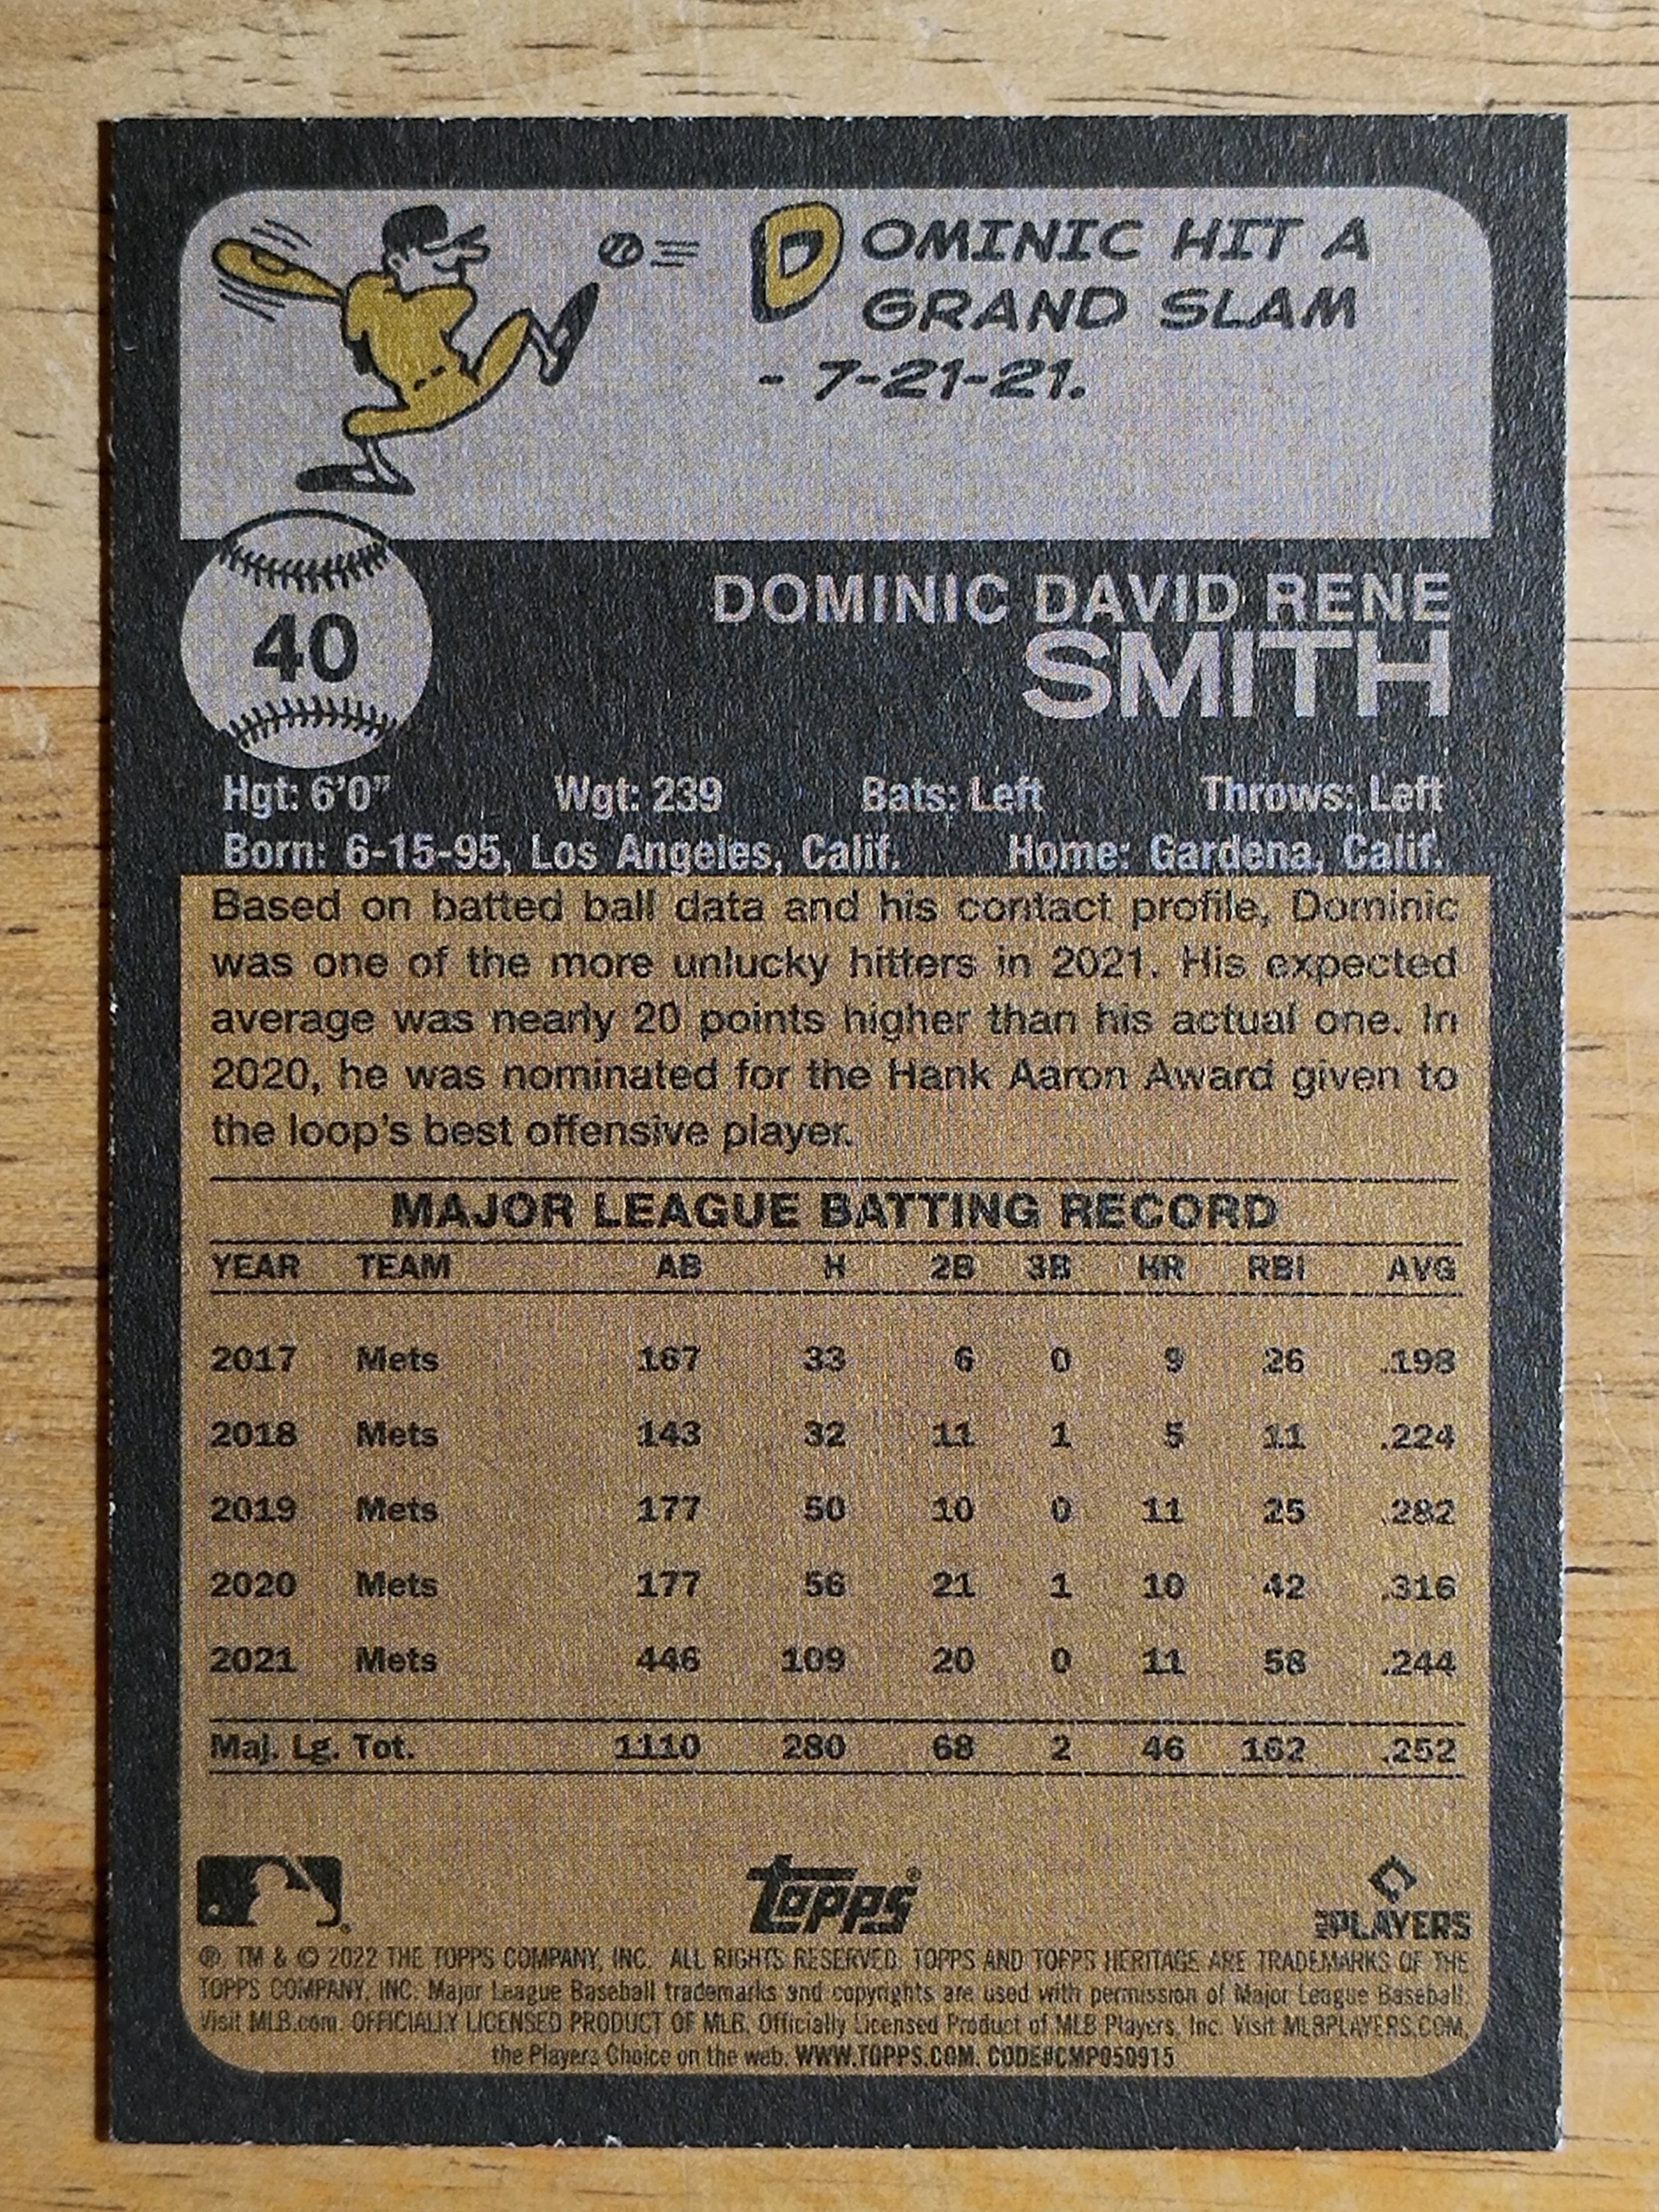 DOMINIC HIT A
GRAND SLAM
- 7-21-21.
40
DOMINIC DAVID RENE
SMITH
Hgt: 6'0" Wgt: 239 Bats: Left Throws: Left
Born: 6-15-95, Los Angeles, Calif. Home: Gardena, Calif.
Based on batted ball data and his contact profile, Dominic
was one of the more unlucky hitters in 2021. His expected
average was nearly 20 points higher than his actual one. In
2020, he was nominated for the Hank Aaron Award given to
the loop's best offensive player.
MAJOR LEAGUE BATTING RECORD
YEAR TEAM AB H 2B 3B HR RBI AVG
2017 Mets 167 33 6 0 9 26 .198
2018 Mets 143 32 11 1 5 11 .224
2019 Mets 177 50 10 0 11 25 .282
2020 Mets 177 56 21 1 10 42 .316
2021 Mets 446 109 20 0 11 58 .244
Maj. Lg. Tot. 1110 280 68 2 46 162 .252
topps®
MLB PLAYERS
®, TM & © 2022 THE TOPPS COMPANY, INC. ALL RIGHTS RESERVED. TOPPS AND TOPPS HERITAGE ARE TRADEMARKS OF THE
TOPPS COMPANY, INC. Major League Baseball trademarks and copyrights are used with permission of Major League Baseball.
Visit MLB.com. OFFICIALLY LICENSED PRODUCT OF MLB. Officially Licensed Product of MLB Players, Inc. Visit MLBPLAYERS.COM,
the Players Choice on the web. WWW.TOPPS.COM. CODE#CMP050915